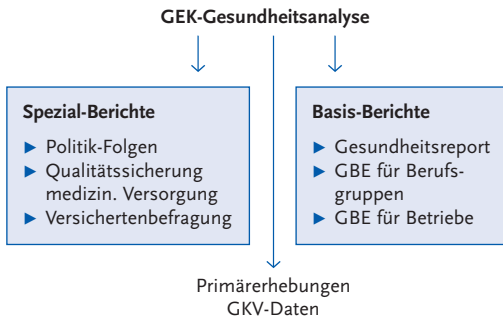 GEK-Gesundheitsanalyse
Spezial-Berichte
► Politik-Folgen
► Qualitätssicherung
medizin. Versorgung
► Versichertenbefragung
Basis-Berichte
► Gesundheitsreport
► GBE für Berufs-
gruppen
► GBE für Betriebe
Primärerhebungen
GKV-Daten